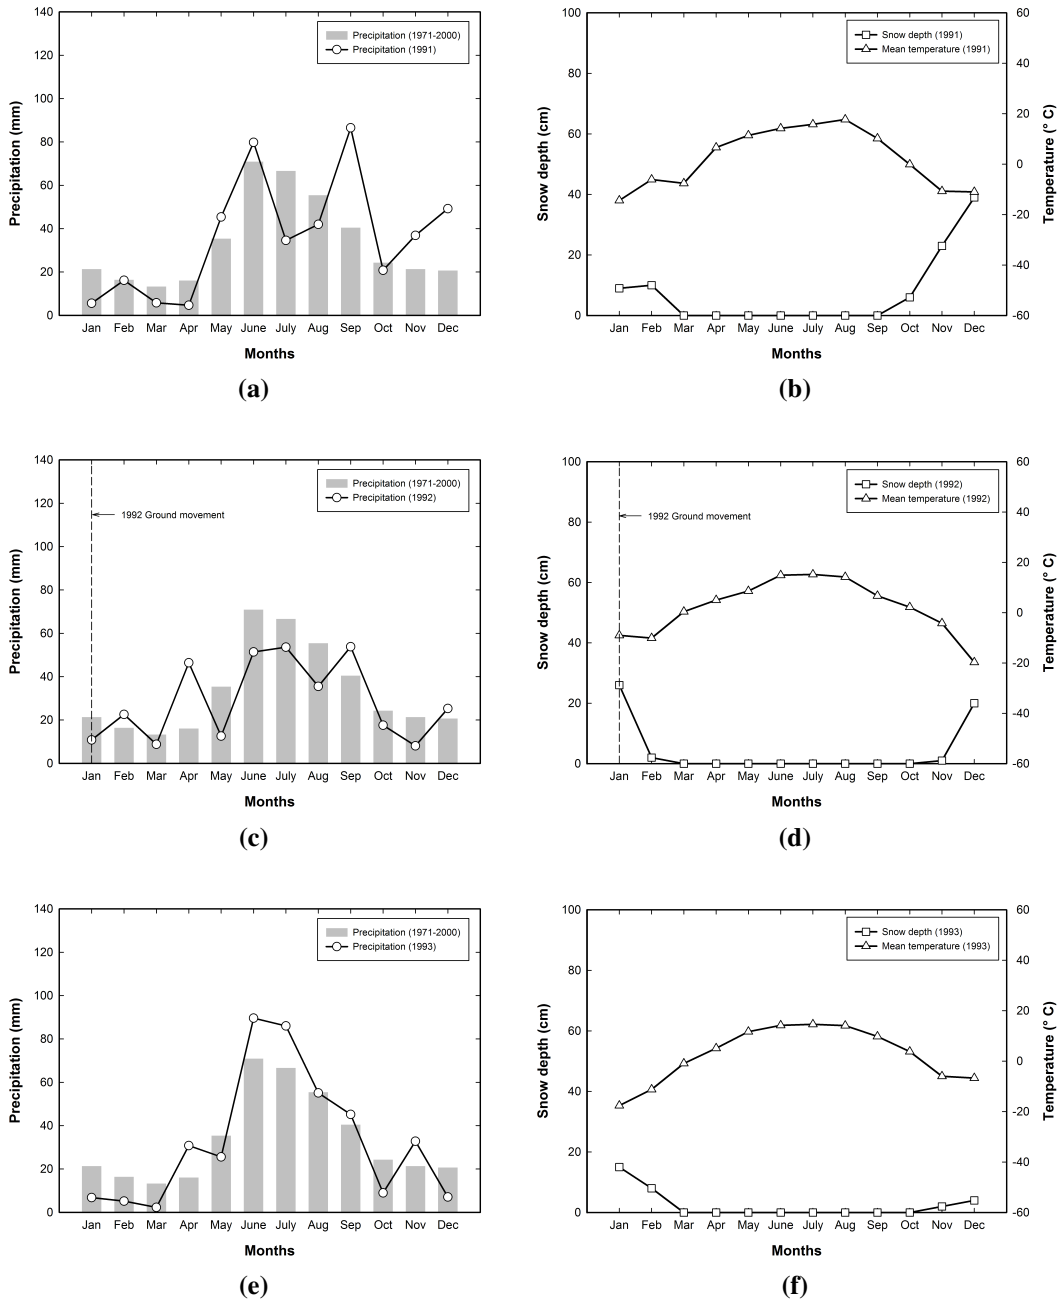 140
120
100
80
60
40
20
0
Precipitation (mm)
Precipitation (1971-2000)
Precipitation (1991)
Jan Feb Mar Apr May June July Aug Sep Oct Nov Dec
Months
(a)
100
80
60
40
20
0
Snow depth (cm)
Snow depth (1991)
Mean temperature (1991)
60
40
20
0
-20
-40
-60
Temperature (° C)
Jan Feb Mar Apr May June July Aug Sep Oct Nov Dec
Months
(b)
140
120
100
80
60
40
20
0
Precipitation (mm)
Precipitation (1971-2000)
Precipitation (1992)
1992 Ground movement
Jan Feb Mar Apr May June July Aug Sep Oct Nov Dec
Months
(c)
100
80
60
40
20
0
Snow depth (cm)
Snow depth (1992)
Mean temperature (1992)
1992 Ground movement
60
40
20
0
-20
-40
-60
Temperature (° C)
Jan Feb Mar Apr May June July Aug Sep Oct Nov Dec
Months
(d)
140
120
100
80
60
40
20
0
Precipitation (mm)
Precipitation (1971-2000)
Precipitation (1993)
Jan Feb Mar Apr May June July Aug Sep Oct Nov Dec
Months
(e)
100
80
60
40
20
0
Snow depth (cm)
Snow depth (1993)
Mean temperature (1993)
60
40
20
0
-20
-40
-60
Temperature (° C)
Jan Feb Mar Apr May June July Aug Sep Oct Nov Dec
Months
(f)